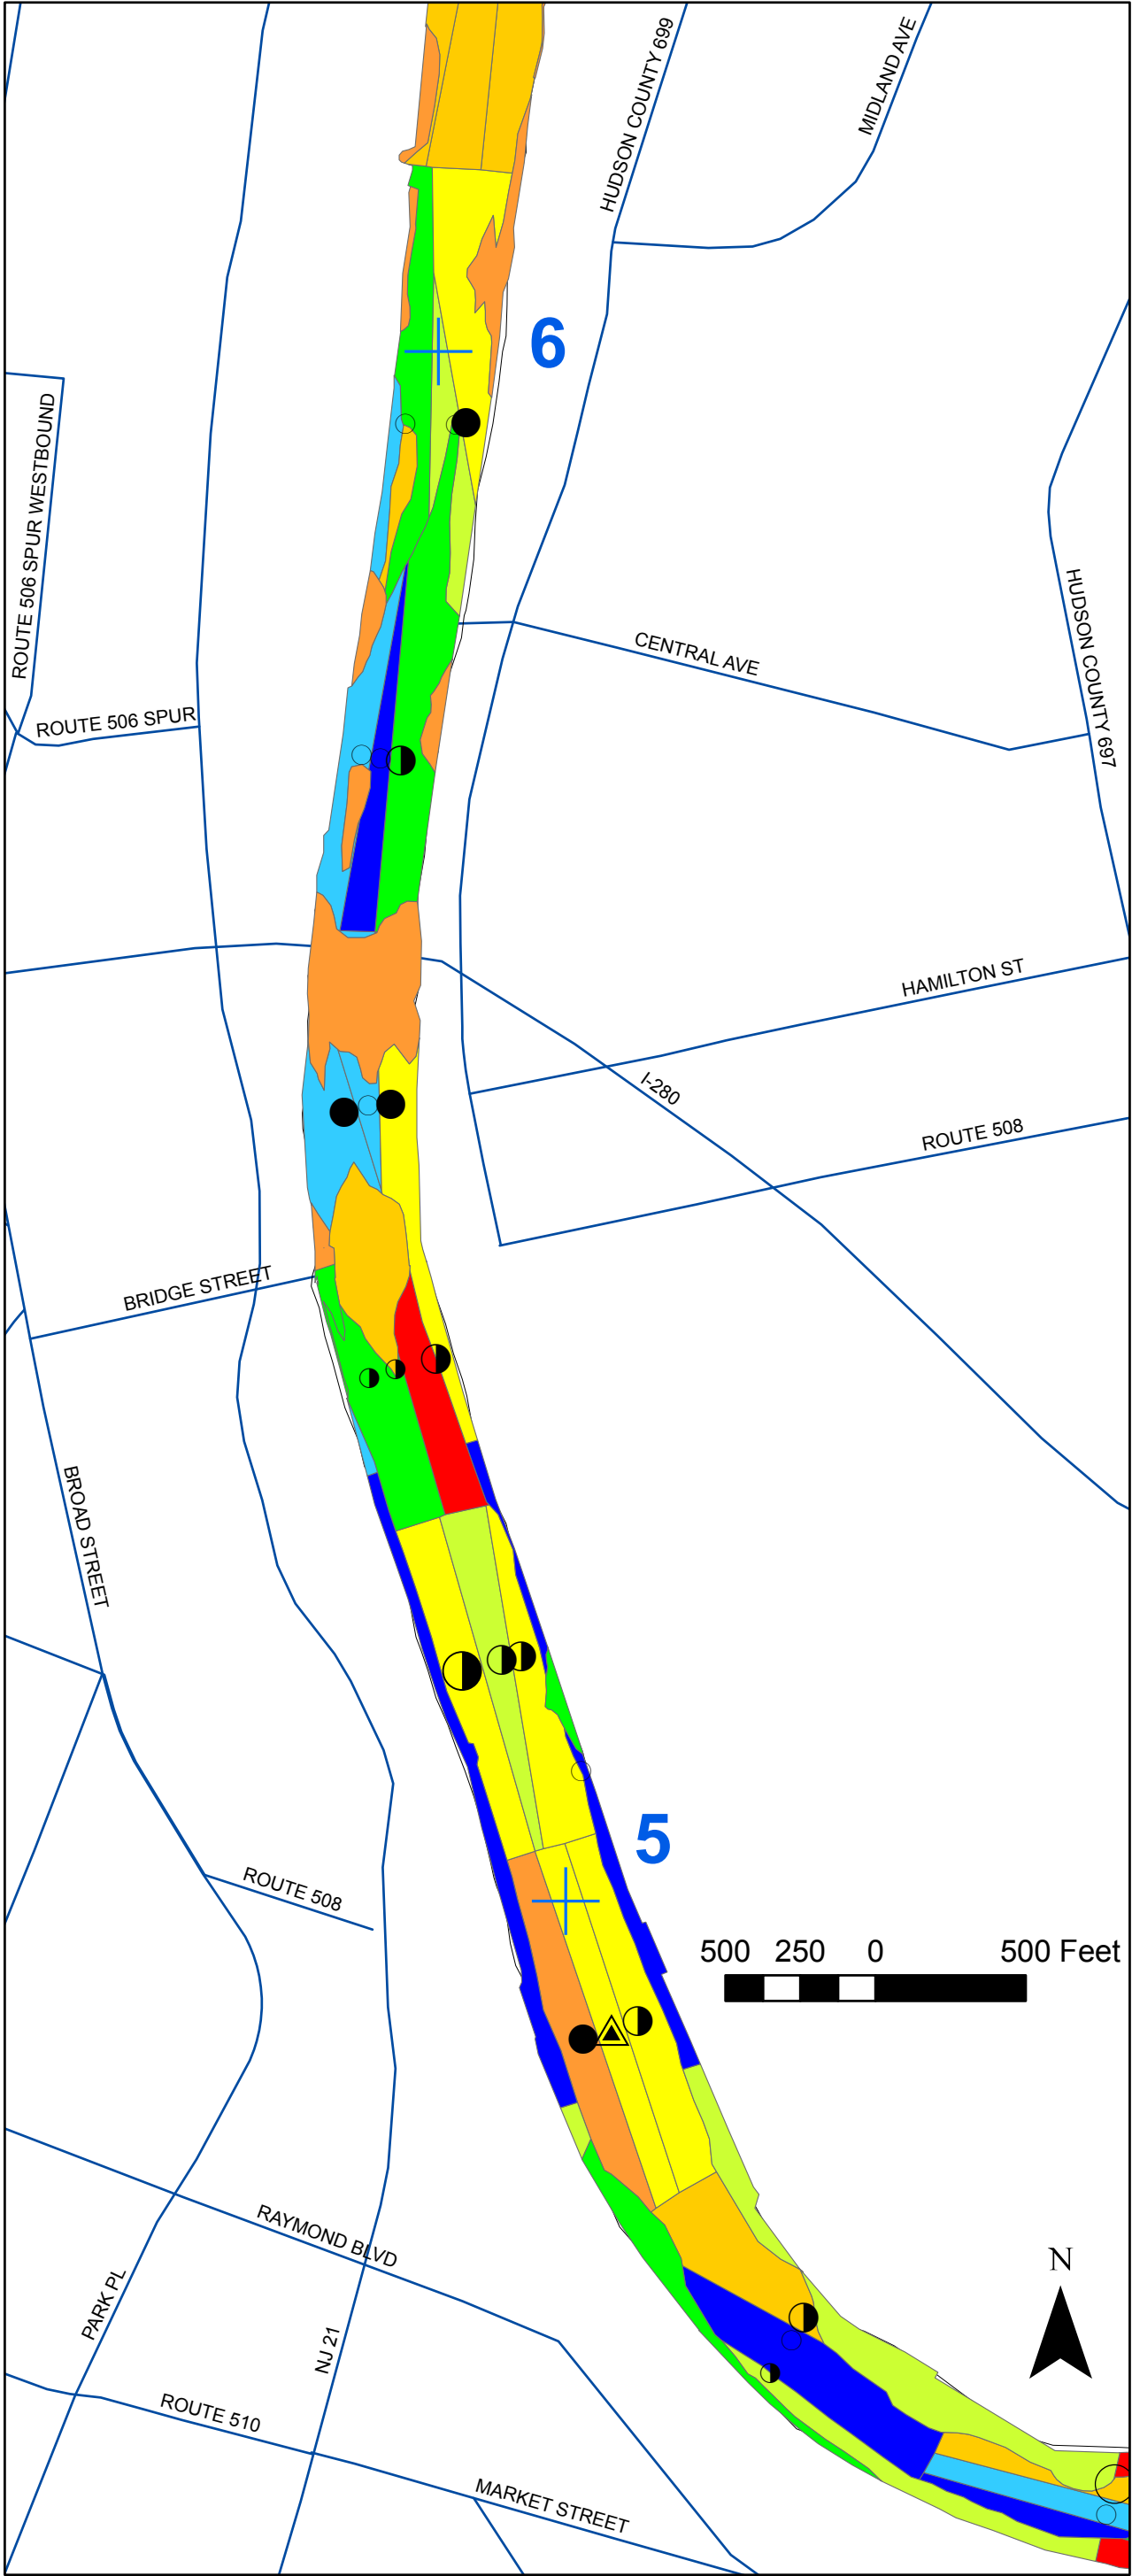 HUDSON COUNTY 699
MIDLAND AVE
6
ROUTE 506 SPUR WESTBOUND
HUDSON COUNTY 697
CENTRAL AVE
ROUTE 506 SPUR
HAMILTON ST
I-280
ROUTE 508
BRIDGE STREET
BROAD STREET
5
ROUTE 508
500 250 0 500 Feet
RAYMOND BLVD
N
PARK PL
NJ 21
ROUTE 510
MARKET STREET